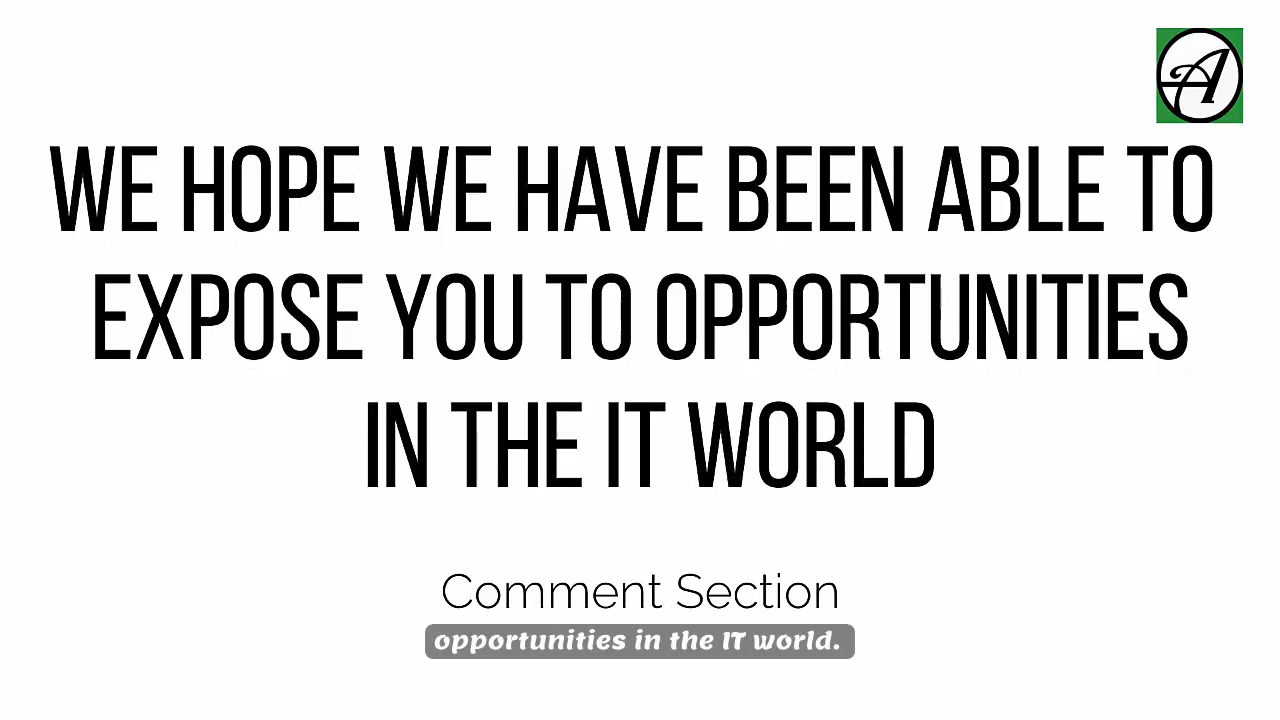 A
WE HOPE WE HAVE BEEN ABLE TO
EXPOSE YOU TO OPPORTUNITIES
IN THE IT WORLD
Comment Section
opportunities in the IT world.